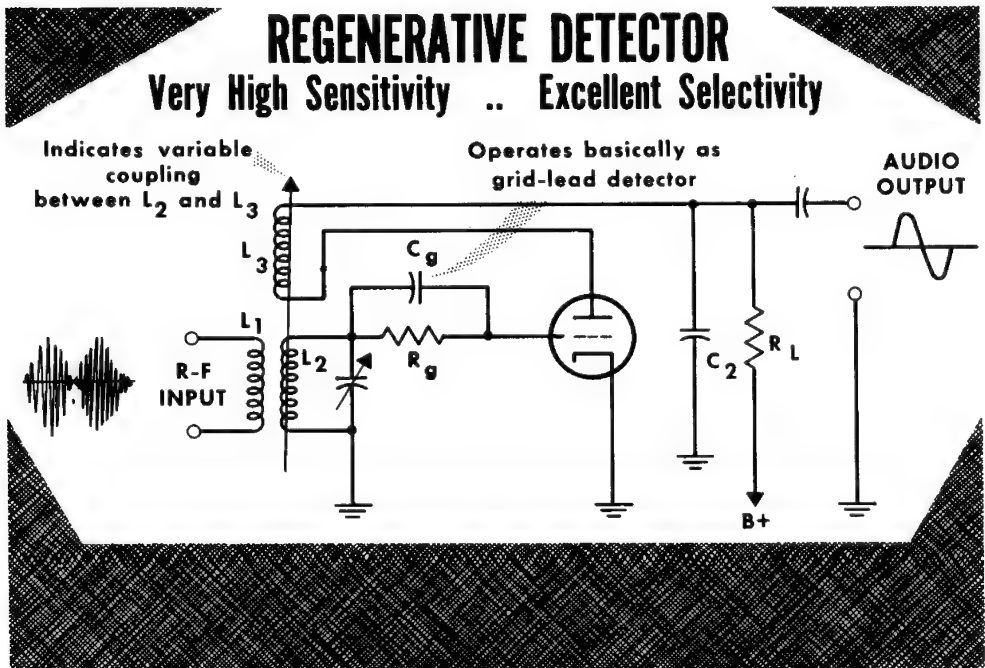 REGENERATIVE DETECTOR
Very High Sensitivity .. Excellent Selectivity
Indicates variable
coupling
between L2 and L3
Operates basically as
grid-lead detector
AUDIO
OUTPUT
L3
Cg
L1
R-F
INPUT
L2
Rg
C2
RL
B+